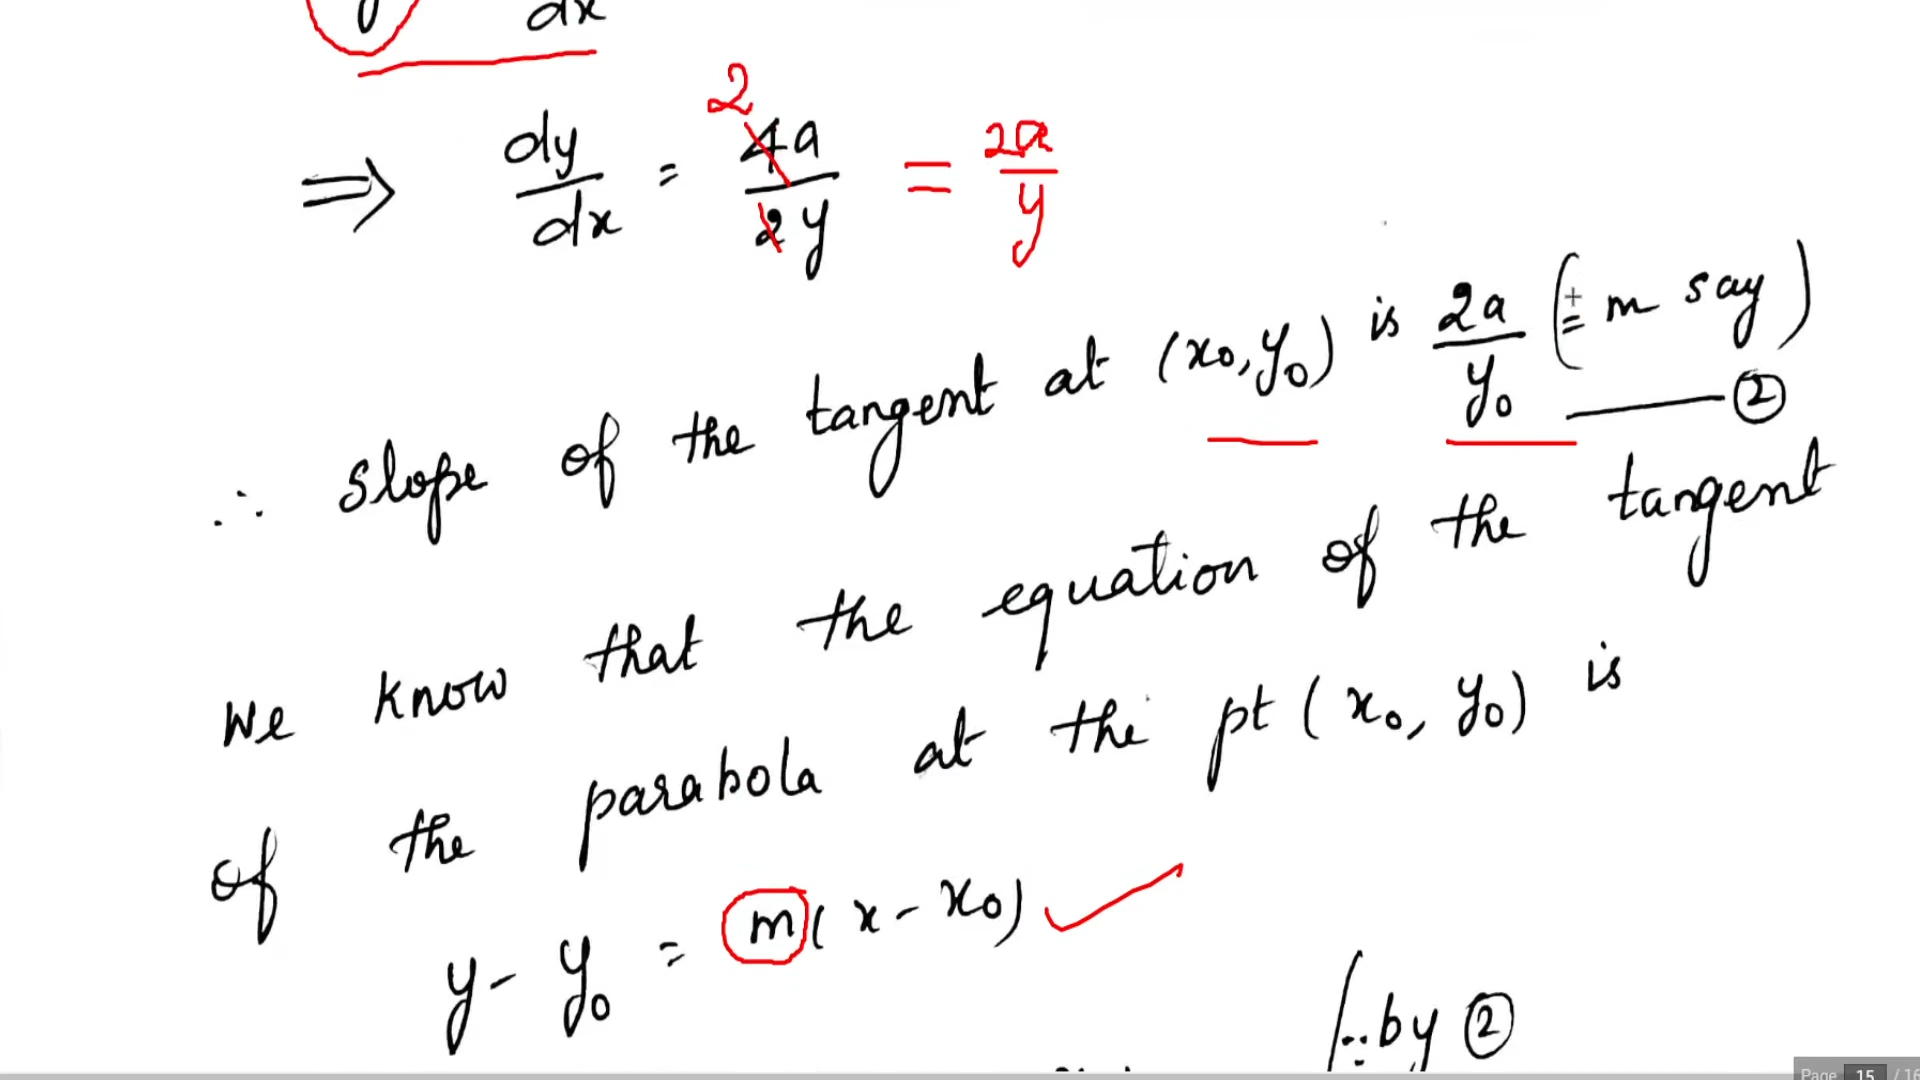 y dx
⇒ dy/dx = 4a/2y = 2a/y
2
∴ slope of the tangent at (x₀, y₀) is 2a/y₀ (= m say) —— ②
We know that the equation of the tangent
of the parabola at the pt (x₀, y₀) is
y - y₀ = m(x - x₀) ✓
[∵ by ②
Page 15 / 16